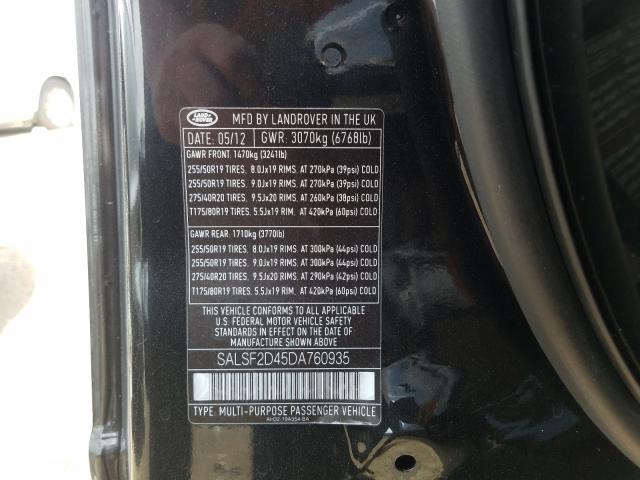 LAND ROVER
MFD BY LANDROVER IN THE UK
DATE: 05/12 GWR: 3070kg (6768lb)
GAWR FRONT: 1470kg (3241lb)
255/50R19 TIRES, 8.0Jx19 RIMS, AT 270kPa (39psi) COLD
255/50R19 TIRES, 9.0Jx19 RIMS, AT 270kPa (39psi) COLD
275/40R20 TIRES, 9.5Jx20 RIMS, AT 260kPa (38psi) COLD
T175/80R19 TIRES, 5.5Jx19 RIM, AT 420kPa (60psi) COLD
GAWR REAR: 1710kg (3770lb)
255/50R19 TIRES, 8.0Jx19 RIMS, AT 300kPa (44psi) COLD
255/50R19 TIRES, 9.0Jx19 RIMS, AT 300kPa (44psi) COLD
275/40R20 TIRES, 9.5Jx20 RIMS, AT 290kPa (42psi) COLD
T175/80R19 TIRES, 5.5Jx19 RIM, AT 420kPa (60psi) COLD
THIS VEHICLE CONFORMS TO ALL APPLICABLE
U.S. FEDERAL MOTOR VEHICLE SAFETY
STANDARDS IN EFFECT ON THE DATE OF
MANUFACTURE SHOWN ABOVE.
SALSF2D45DA760935
TYPE: MULTI-PURPOSE PASSENGER VEHICLE
AH32-19A354-BA